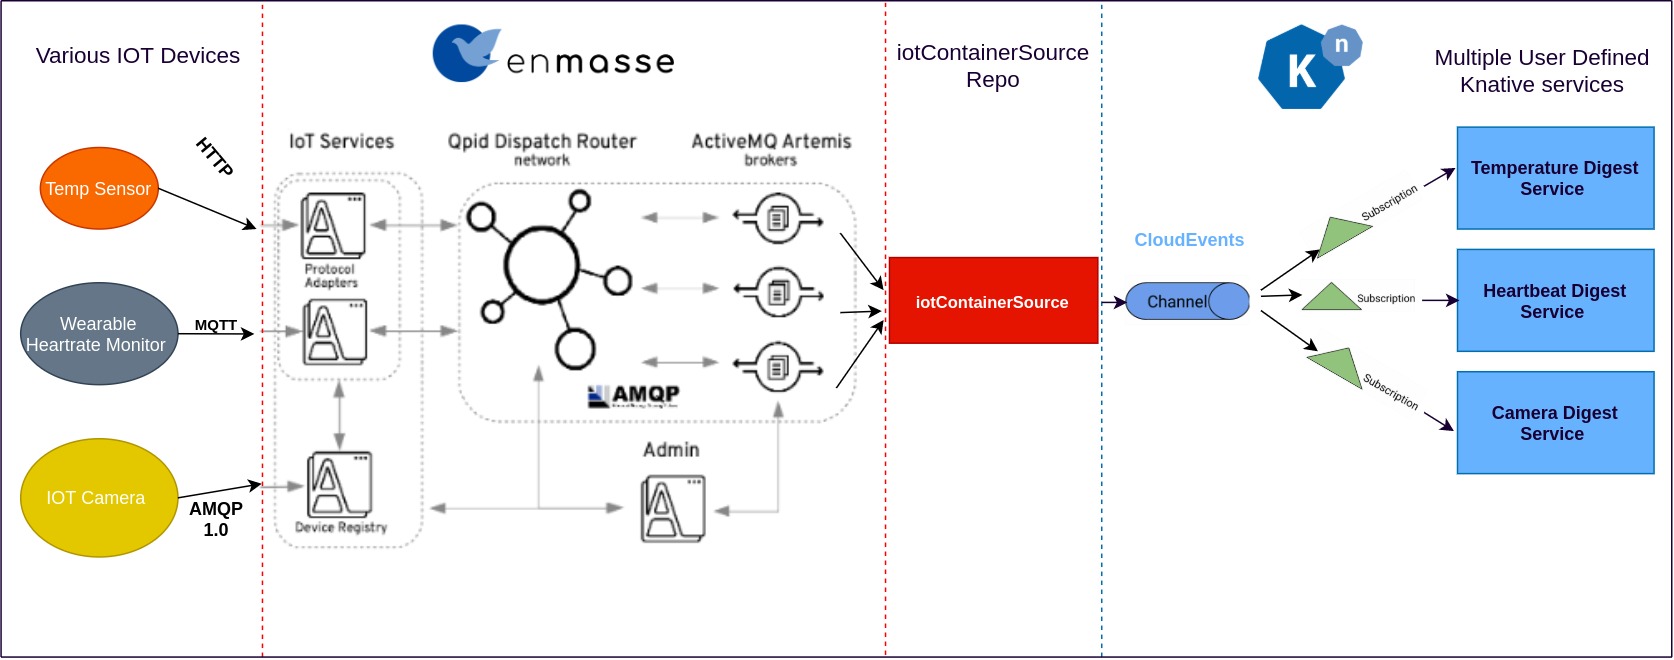 Various IOT Devices
enmasse
iotContainerSource
Repo
K
n
Multiple User Defined
Knative services
HTTP
Temp Sensor
MQTT
Wearable
Heartrate Monitor
IOT Camera
AMQP
1.0
IoT Services
Protocol
Adapters
Device Registry
Qpid Dispatch Router
network
ActiveMQ Artemis
brokers
AMQP
Admin
iotContainerSource
CloudEvents
Channel
Subscription
Subscription
Subscription
Temperature Digest
Service
Heartbeat Digest
Service
Camera Digest
Service